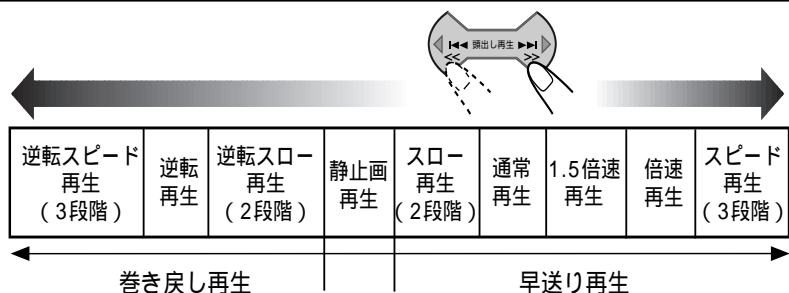 頭出し再生
<< >>
逆転スピード
再生
(3段階)
逆転
再生
逆転スロー
再生
(2段階)
静止画
再生
スロー
再生
(2段階)
通常
再生
1.5倍速
再生
倍速
再生
スピード
再生
(3段階)
巻き戻し再生
早送り再生